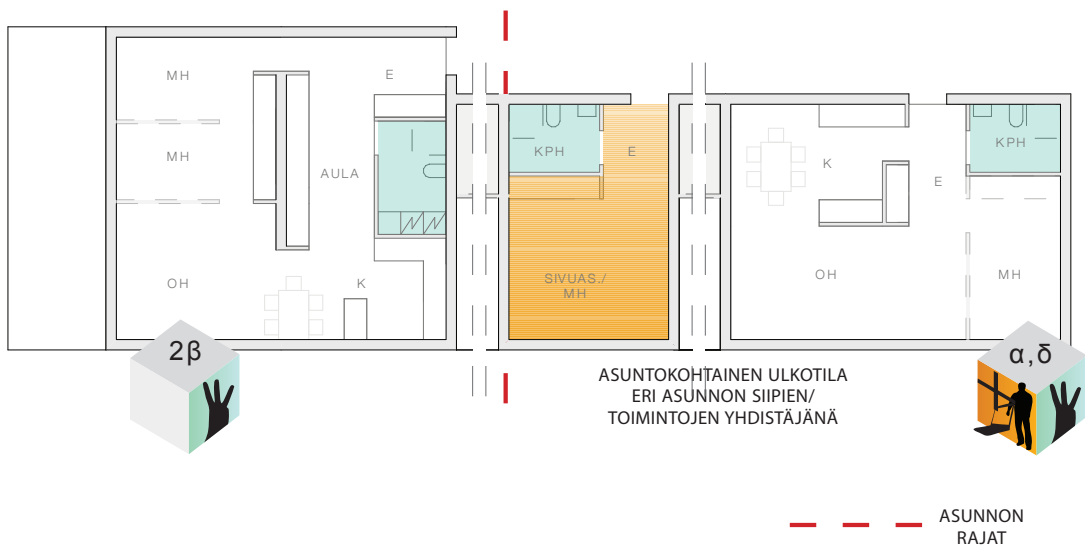 MH
E
MH
AULA
OH
K
KPH
E
SIVUAS./
MH
K
KPH
E
OH
MH
2β
α,δ
ASUNTOKOHTAINEN ULKOTILA
ERI ASUNNON SIIPIEN/
TOIMINTOJEN YHDISTÄJÄNÄ
ASUNNON
RAJAT